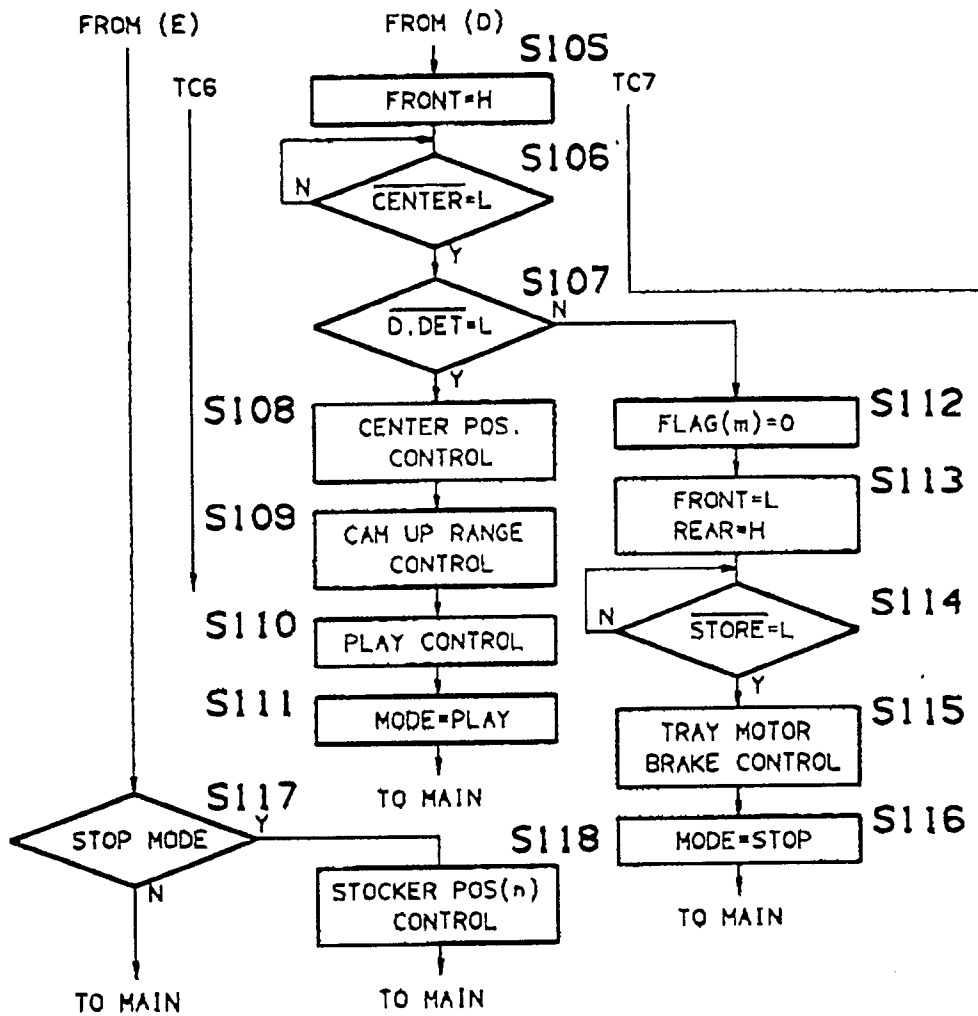 FROM (E)
FROM (D)
S105
TC6
TC7
FRONT=H
S106
N
CENTER=L
Y
S107
N
D.DET=L
Y
S108
CENTER POS.
CONTROL
S112
FLAG(m)=0
S113
FRONT=L
REAR=H
S109
CAM UP RANGE
CONTROL
S114
N
STORE=L
Y
S110
PLAY CONTROL
S111
MODE=PLAY
TO MAIN
S115
TRAY MOTOR
BRAKE CONTROL
S116
MODE=STOP
TO MAIN
S117
STOP MODE
Y
N
S118
STOCKER POS(n)
CONTROL
TO MAIN
TO MAIN